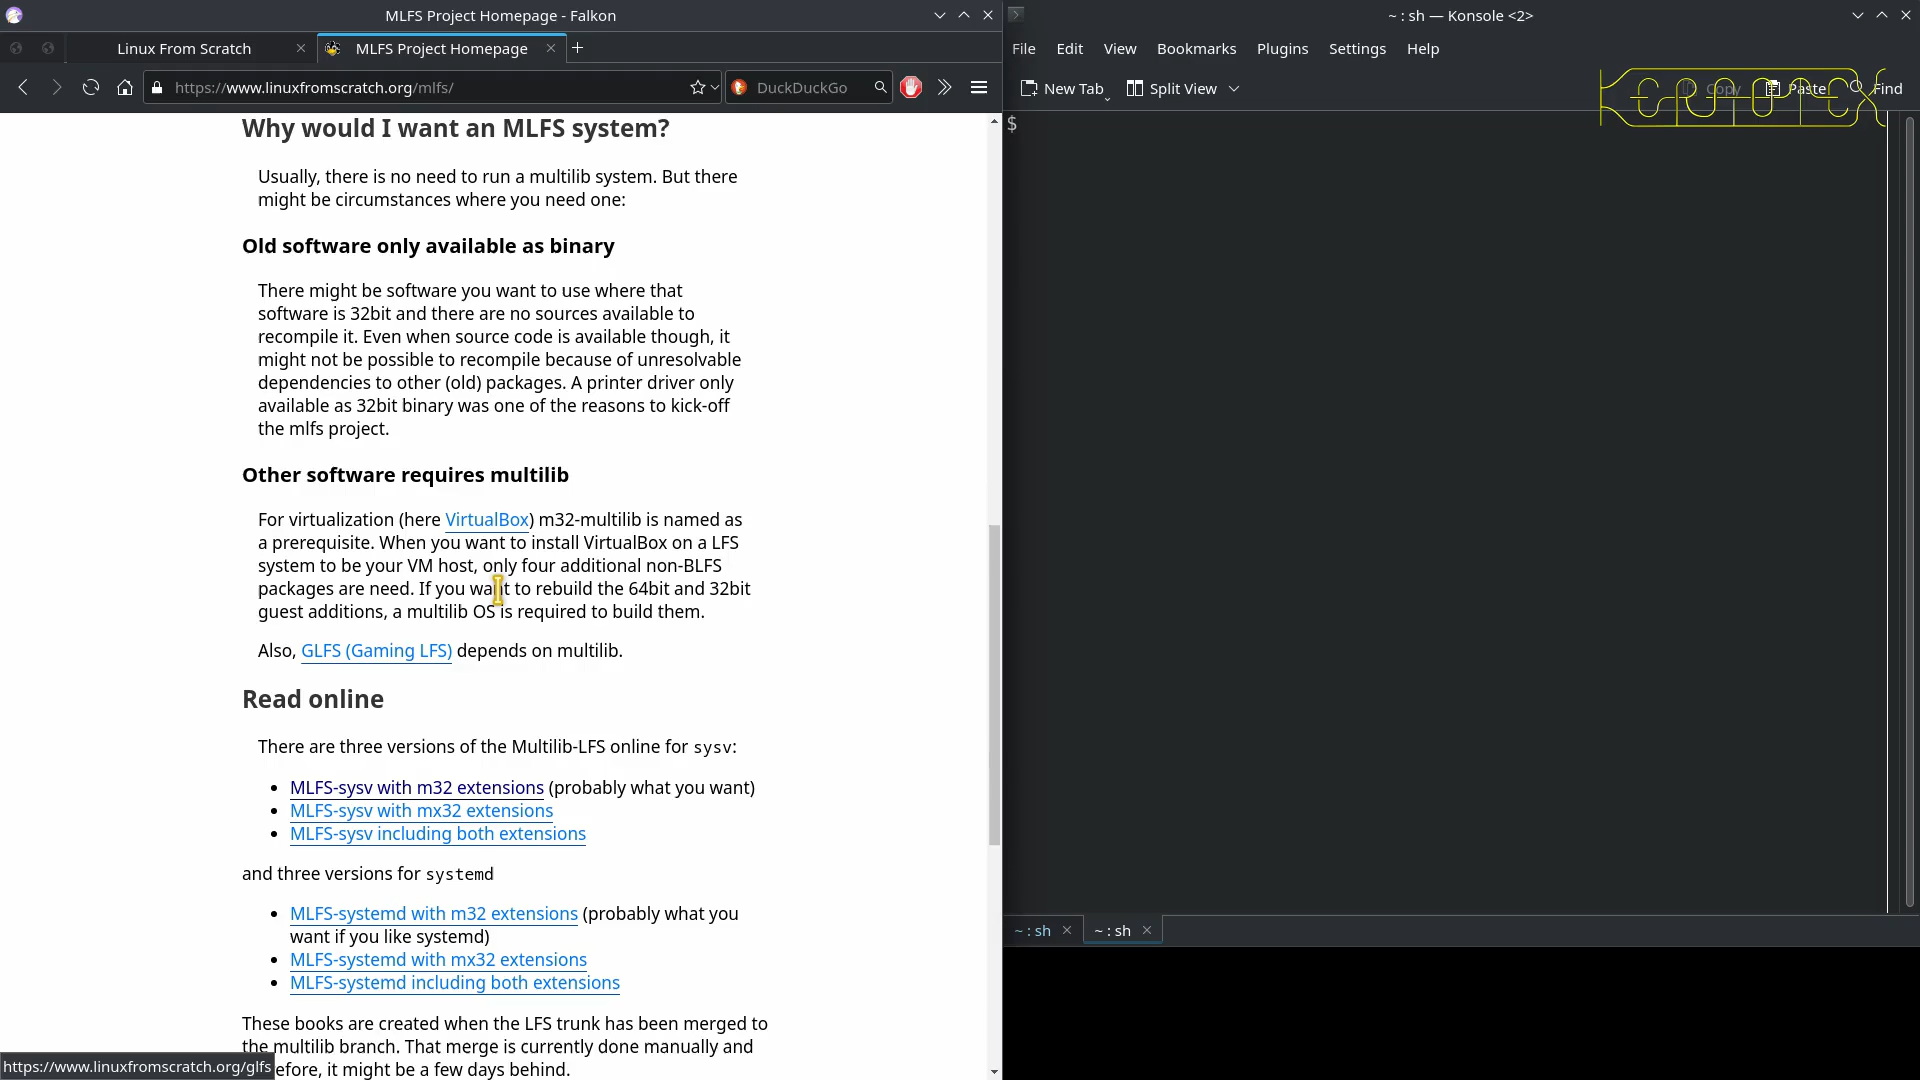 MLFS Project Homepage - Falkon
Linux From Scratch
MLFS Project Homepage
https://www.linuxfromscratch.org/mlfs/
DuckDuckGo
Why would I want an MLFS system?
Usually, there is no need to run a multilib system. But there
might be circumstances where you need one:
Old software only available as binary
There might be software you want to use where that
software is 32bit and there are no sources available to
recompile it. Even when source code is available though, it
might not be possible to recompile because of unresolvable
dependencies to other (old) packages. A printer driver only
available as 32bit binary was one of the reasons to kick-off
the mlfs project.
Other software requires multilib
For virtualization (here VirtualBox) m32-multilib is named as
a prerequisite. When you want to install VirtualBox on a LFS
system to be your VM host, only four additional non-BLFS
packages are need. If you want to rebuild the 64bit and 32bit
guest additions, a multilib OS is required to build them.
Also, GLFS (Gaming LFS) depends on multilib.
Read online
There are three versions of the Multilib-LFS online for sysv:
• MLFS-sysv with m32 extensions (probably what you want)
• MLFS-sysv with mx32 extensions
• MLFS-sysv including both extensions
and three versions for systemd
• MLFS-systemd with m32 extensions (probably what you
want if you like systemd)
• MLFS-systemd with mx32 extensions
• MLFS-systemd including both extensions
These books are created when the LFS trunk has been merged to
the multilib branch. That merge is currently done manually and
efore, it might be a few days behind.
https://www.linuxfromscratch.org/glfs
~ : sh — Konsole <2>
File Edit View Bookmarks Plugins Settings Help
New Tab Split View Copy Paste Find
$
~ : sh
~ : sh